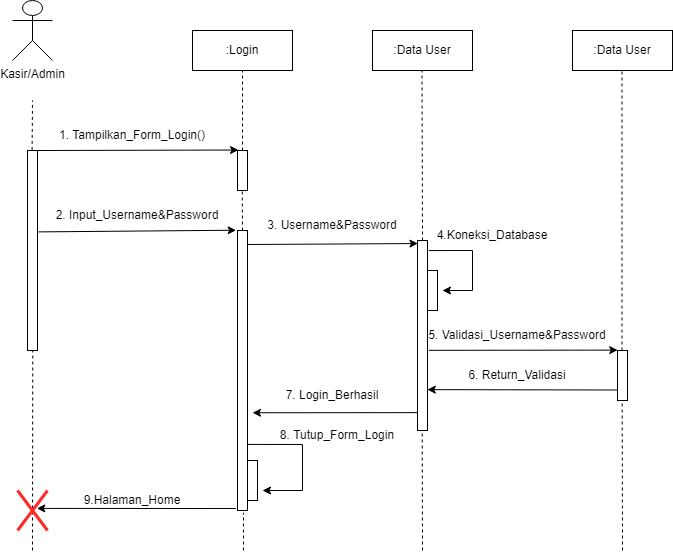 :Login
:Data User
:Data User
Kasir/Admin
1. Tampilkan_Form_Login()
2. Input_Username&Password
3. Username&Password
4.Koneksi_Database
5. Validasi_Username&Password
6. Return_Validasi
7. Login_Berhasil
8. Tutup_Form_Login
9.Halaman_Home